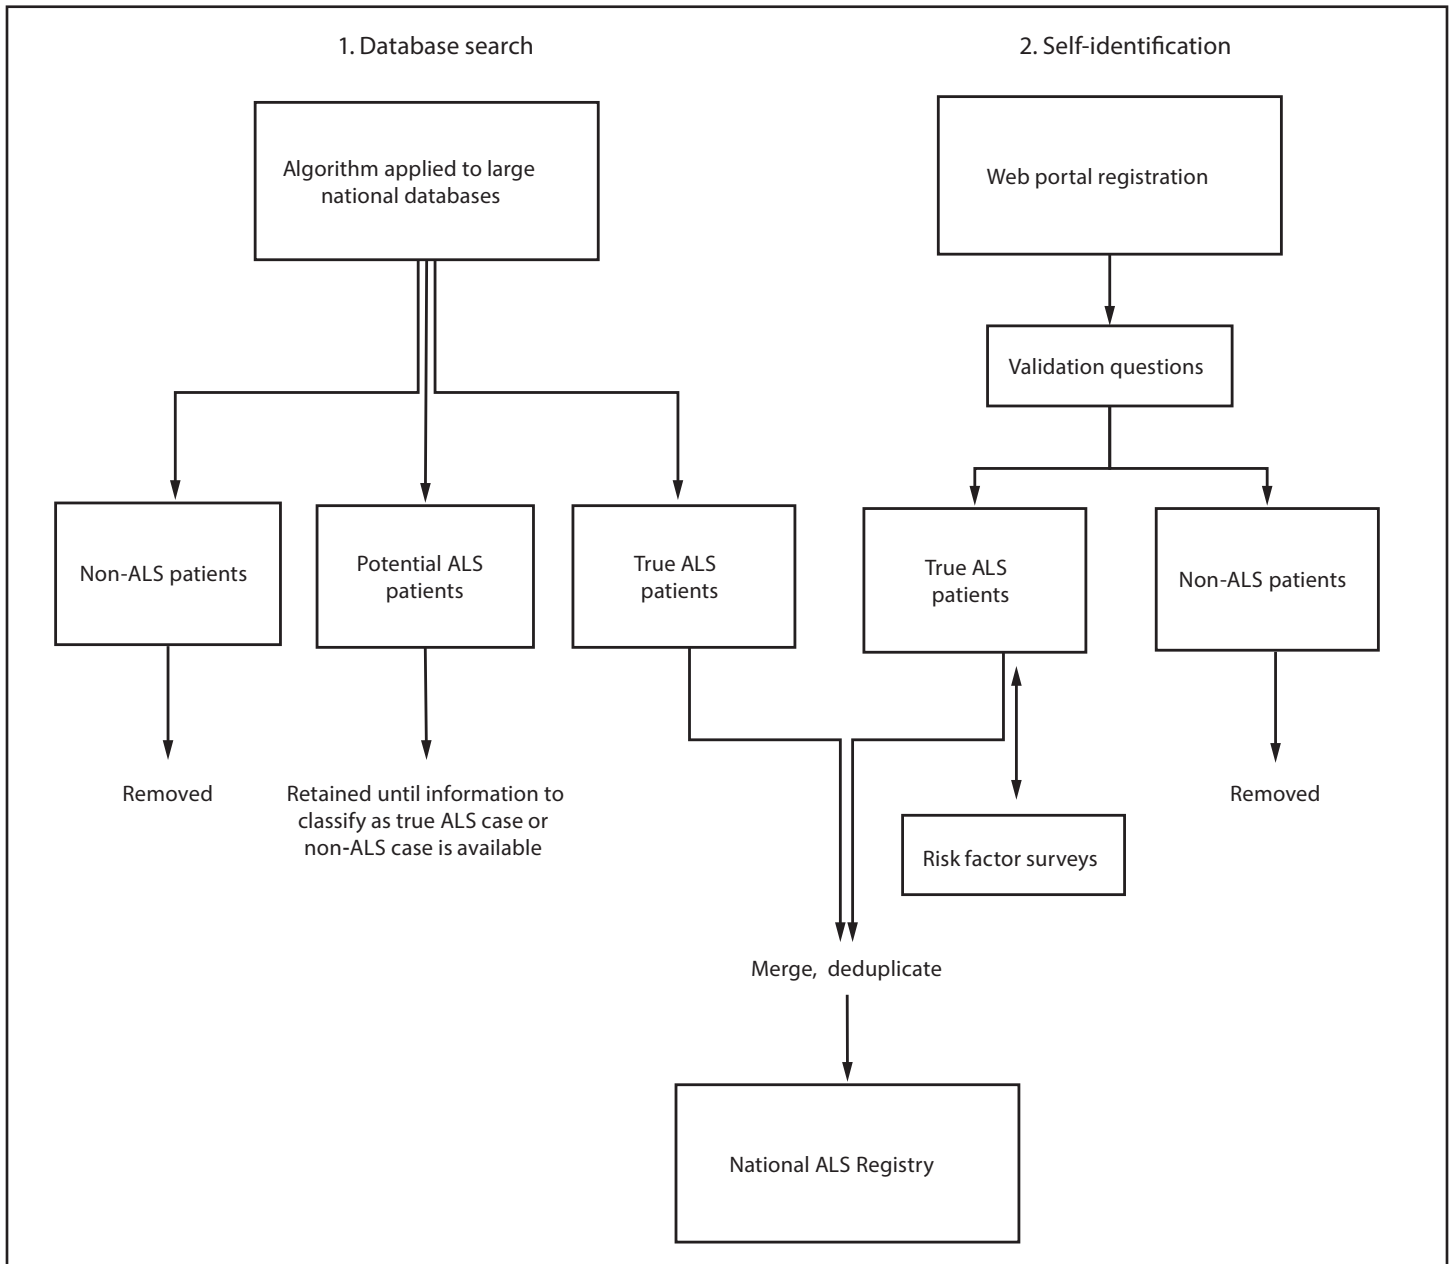 1. Database search
2. Self-identification
Algorithm applied to large
national databases
Web portal registration
Validation questions
Non-ALS patients
Potential ALS
patients
True ALS
patients
True ALS
patients
Non-ALS patients
Removed
Retained until information to
classify as true ALS case or
non-ALS case is available
Removed
Risk factor surveys
Merge, deduplicate
National ALS Registry